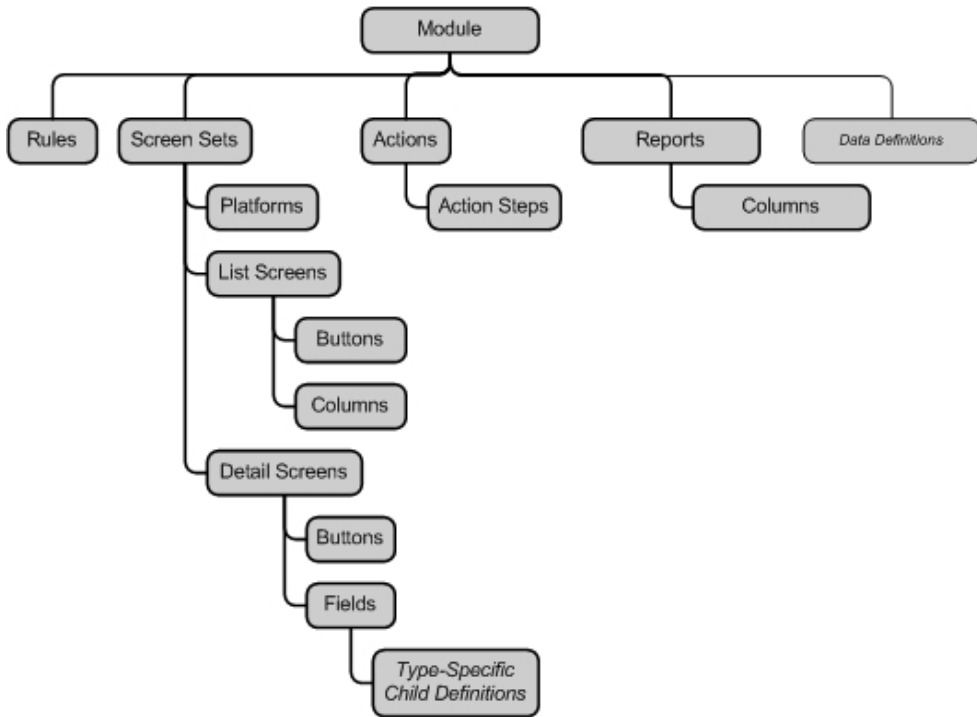 Module
Rules
Screen Sets
Actions
Reports
Data Definitions
Platforms
Action Steps
Columns
List Screens
Buttons
Columns
Detail Screens
Buttons
Fields
Type-Specific
Child Definitions